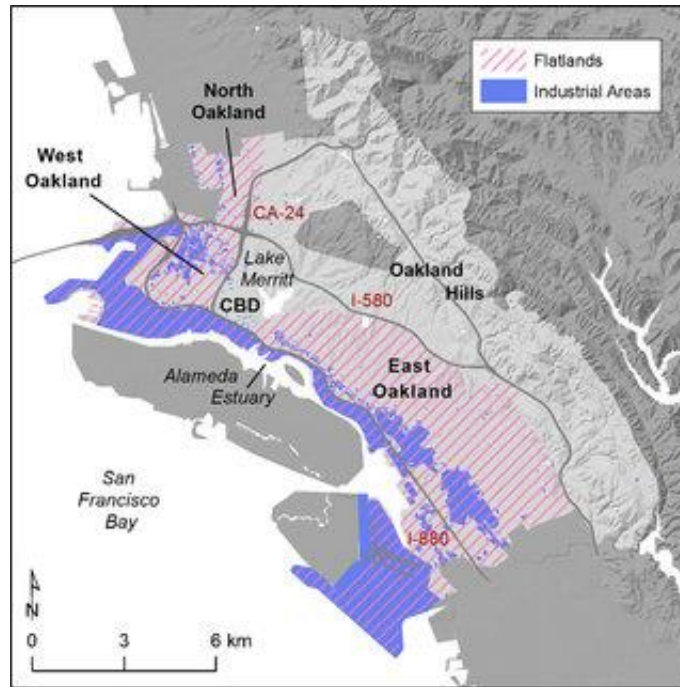 Flatlands
Industrial Areas
North
Oakland
West
Oakland
CA-24
Lake
Merritt
Oakland
Hills
I-580
CBD
East
Oakland
Alameda
Estuary
San
Francisco
Bay
I-880
N
0 3 6 km